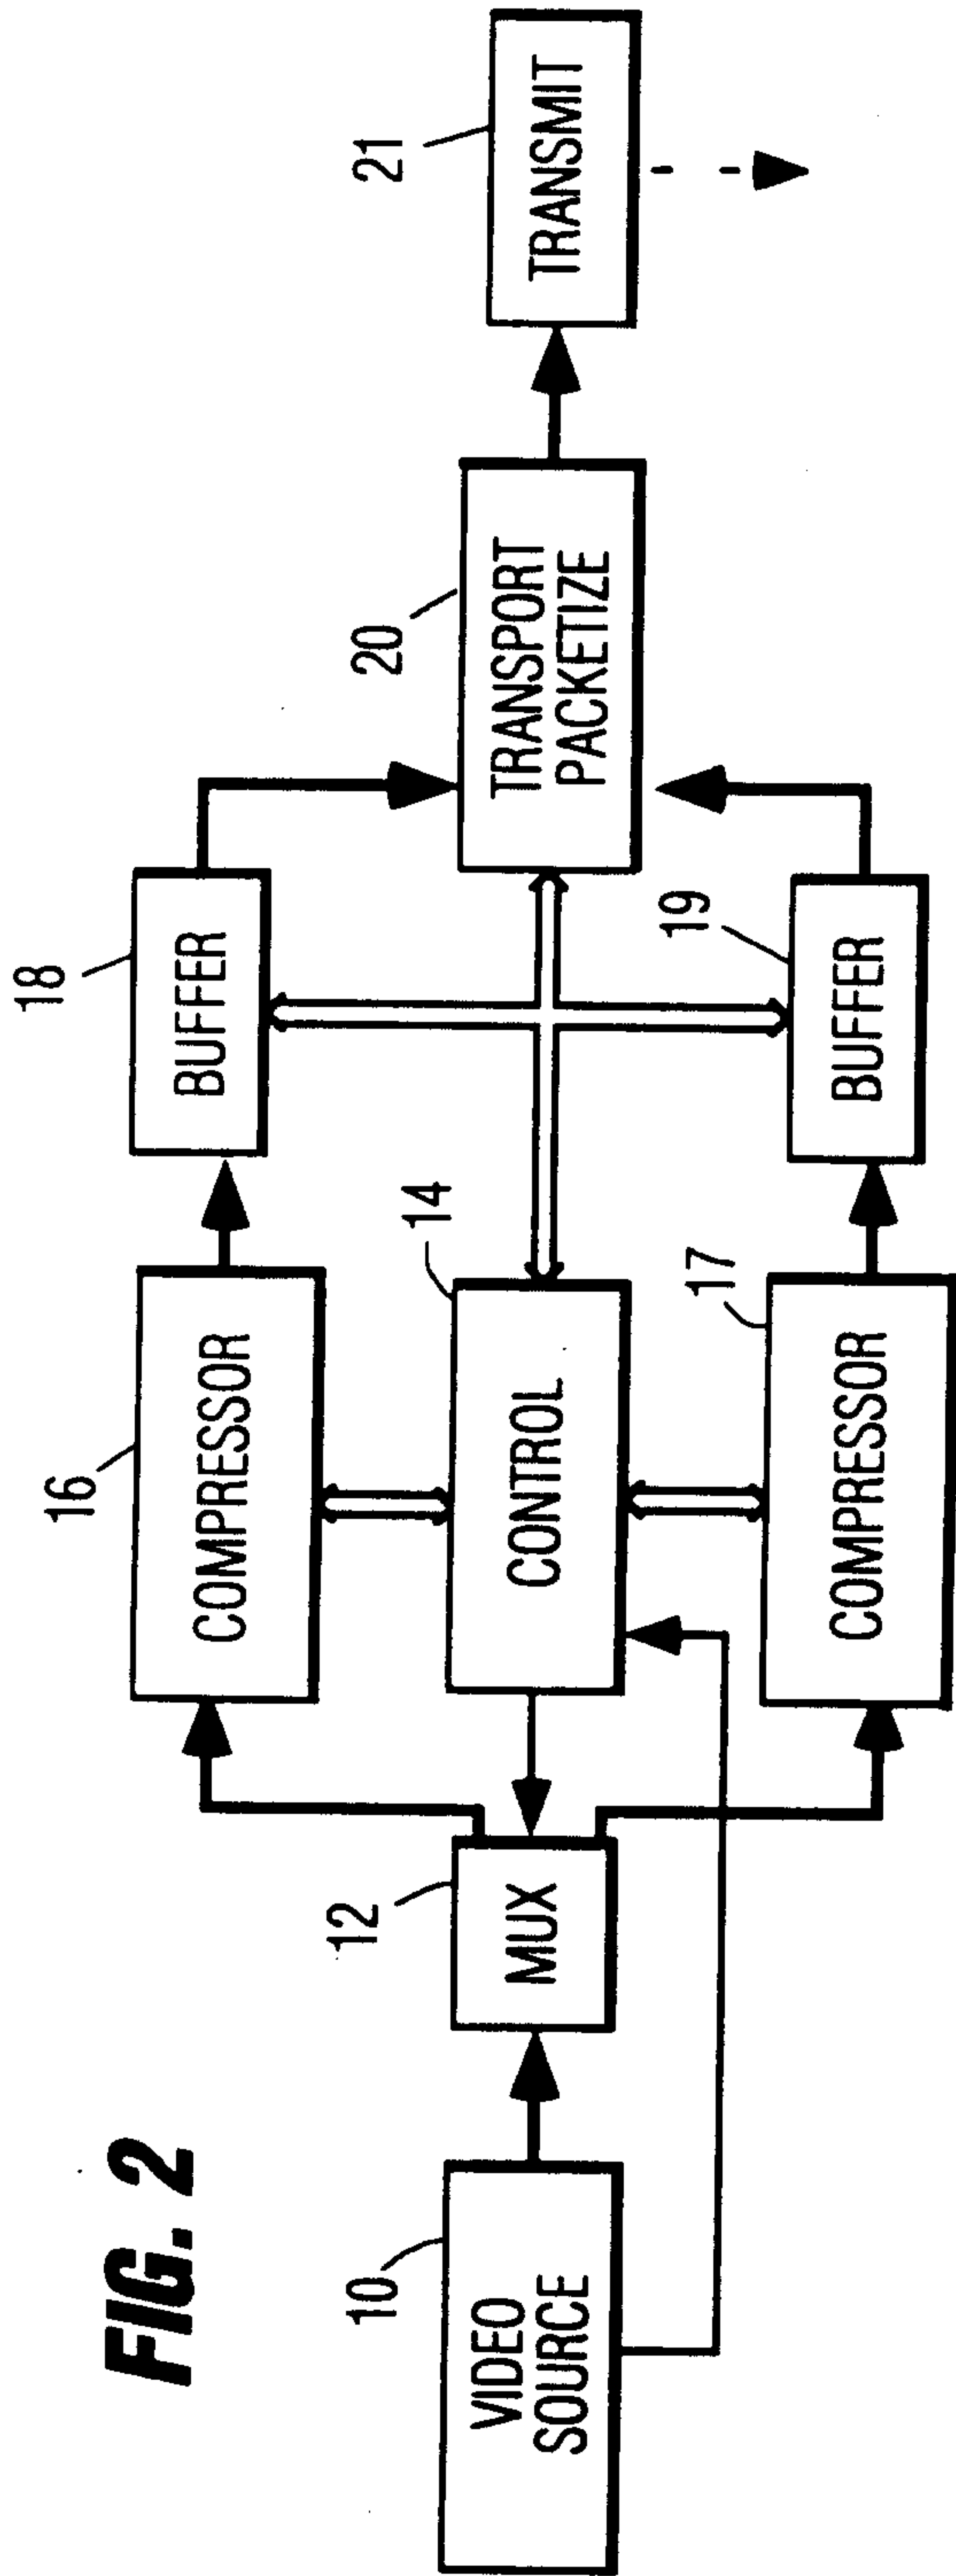 FIG. 2
10
VIDEO
SOURCE
12
MUX
16
COMPRESSOR
14
CONTROL
17
COMPRESSOR
18
BUFFER
19
BUFFER
20
TRANSPORT
PACKETIZE
21
TRANSMIT